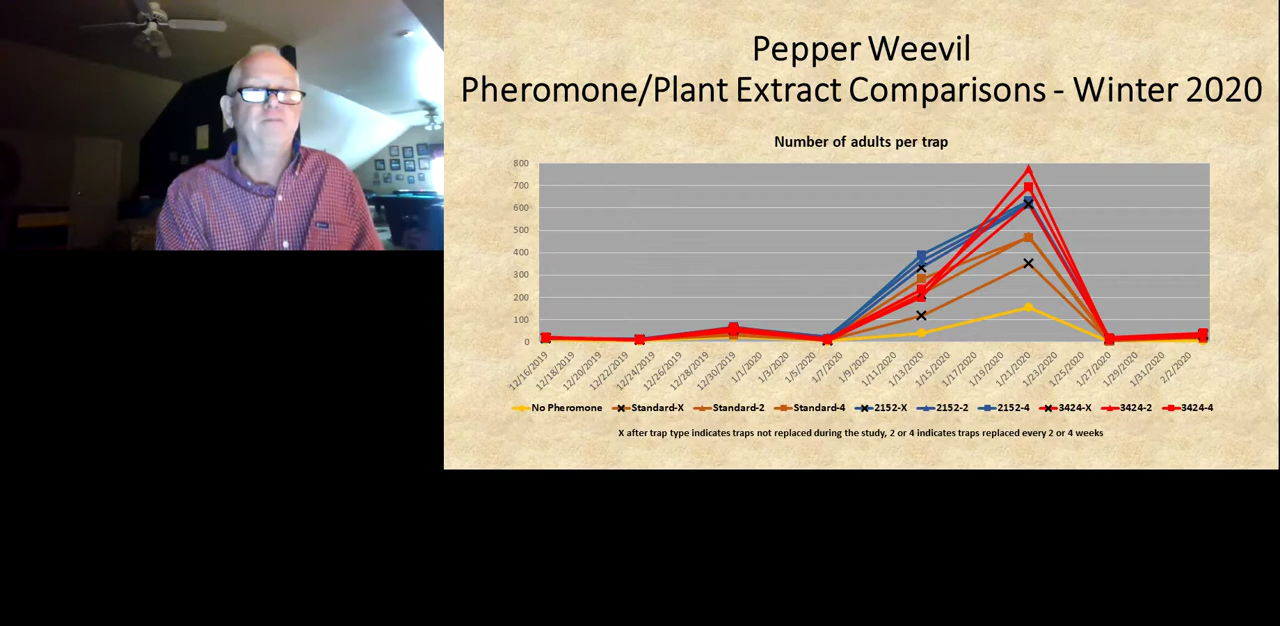 Pepper Weevil
Pheromone/Plant Extract Comparisons - Winter 2020
Number of adults per trap
800
700
600
500
400
300
200
100
0
12/16/2019 12/18/2019 12/20/2019 12/22/2019 12/24/2019 12/26/2019 12/28/2019 12/30/2019 1/1/2020 1/3/2020 1/5/2020 1/7/2020 1/9/2020 1/11/2020 1/13/2020 1/15/2020 1/17/2020 1/19/2020 1/21/2020 1/23/2020 1/25/2020 1/27/2020 1/29/2020 1/31/2020 2/2/2020
No Pheromone Standard-X Standard-2 Standard-4 2152-X 2152-2 2152-4 3424-X 3424-2 3424-4
X after trap type indicates traps not replaced during the study, 2 or 4 indicates traps replaced every 2 or 4 weeks